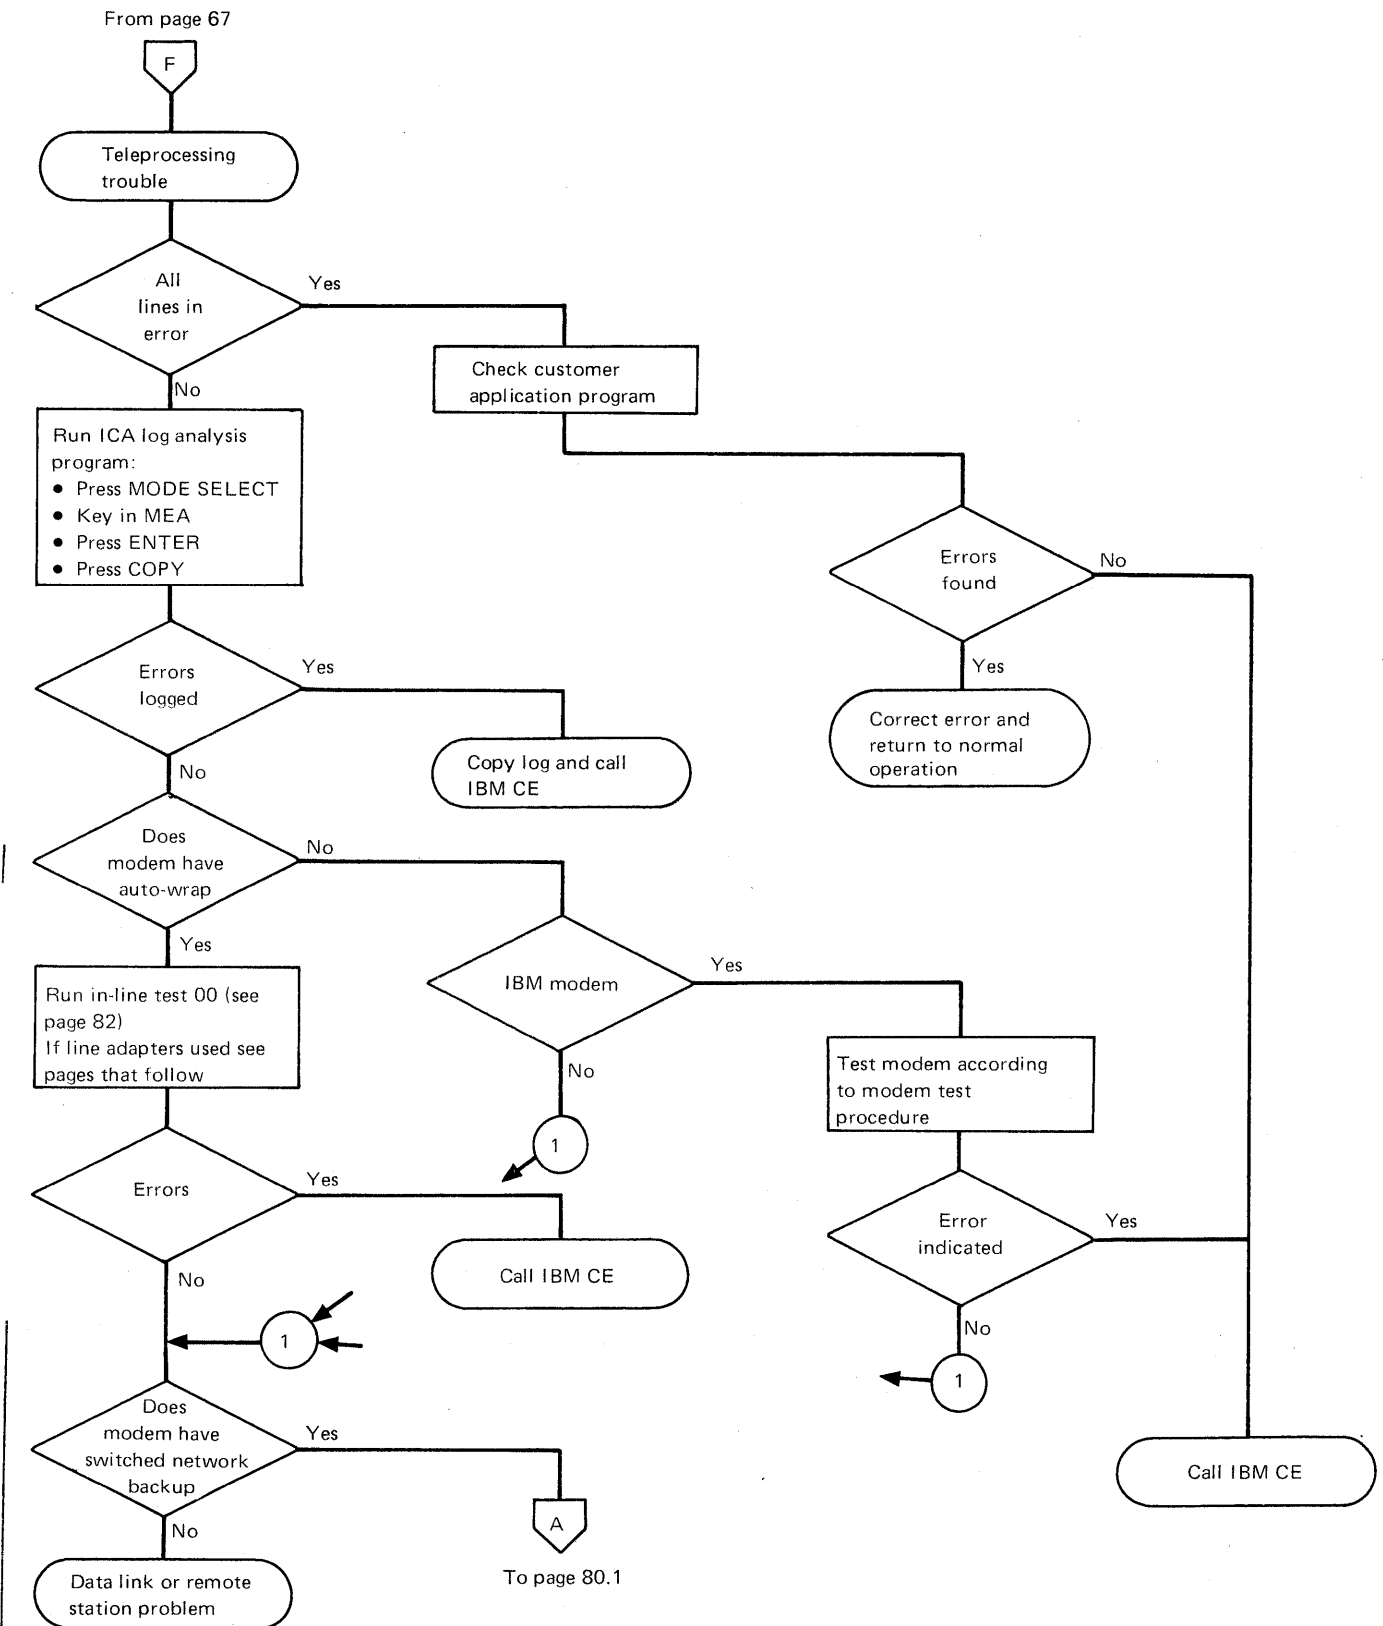 From page 67
F
Teleprocessing
trouble
All
lines in
error
Yes
No
Check customer
application program
Run ICA log analysis
program:
• Press MODE SELECT
• Key in MEA
• Press ENTER
• Press COPY
Errors
found
No
Yes
Correct error and
return to normal
operation
Errors
logged
Yes
No
Copy log and call
IBM CE
Does
modem have
auto-wrap
No
Yes
IBM modem
Yes
No
1
Run in-line test 00 (see
page 82)
If line adapters used see
pages that follow
Test modem according
to modem test
procedure
Errors
Yes
No
Call IBM CE
Error
indicated
Yes
No
1
1
Does
modem have
switched network
backup
Yes
No
A
To page 80.1
Call IBM CE
Data link or remote
station problem